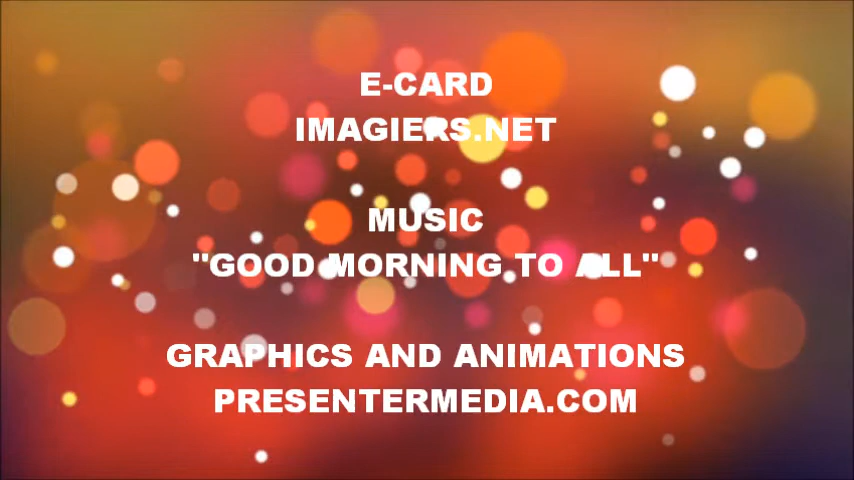 E-CARD
IMAGIERS.NET
MUSIC
"GOOD MORNING TO ALL"
GRAPHICS AND ANIMATIONS
PRESENTERMEDIA.COM